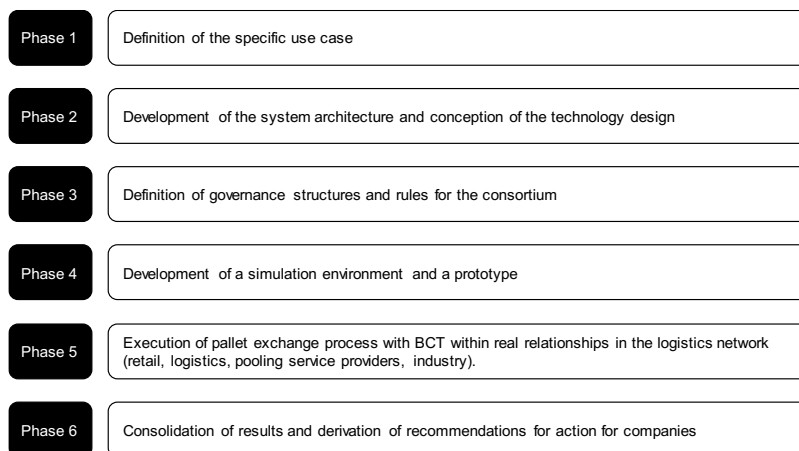 Phase 1
Definition of the specific use case
Phase 2
Development of the system architecture and conception of the technology design
Phase 3
Definition of governance structures and rules for the consortium
Phase 4
Development of a simulation environment and a prototype
Phase 5
Execution of pallet exchange process with BCT within real relationships in the logistics network
(retail, logistics, pooling service providers, industry).
Phase 6
Consolidation of results and derivation of recommendations for action for companies